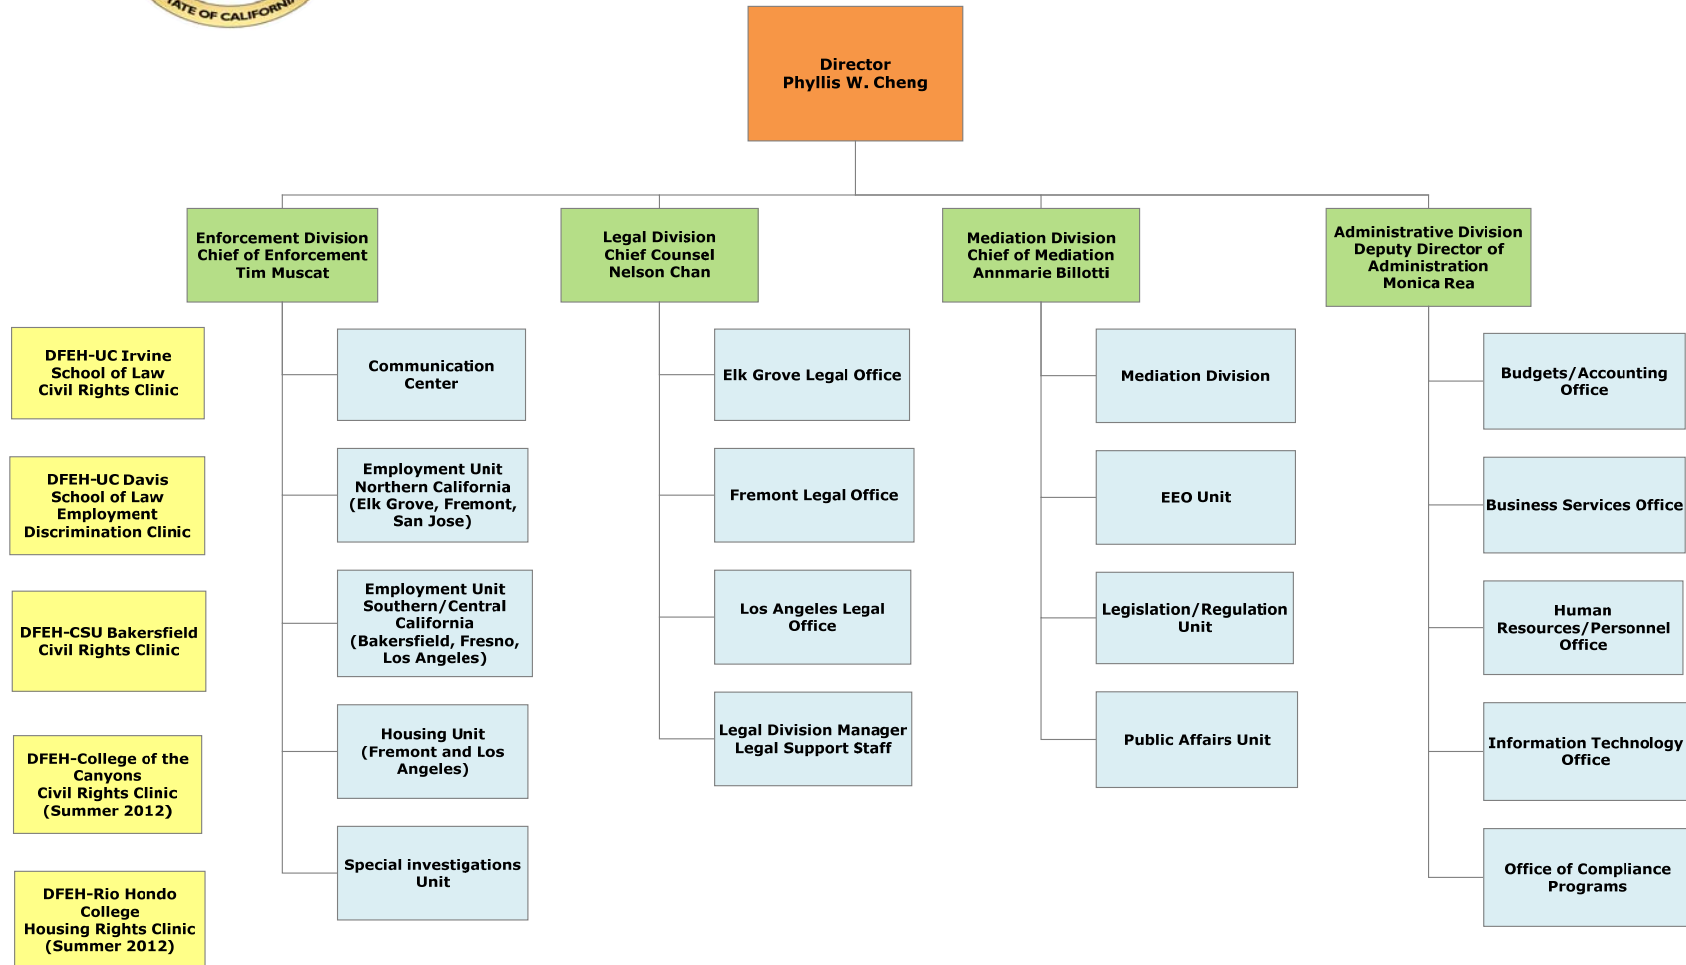 TATE OF CALIFORNI
Director
Phyllis W. Cheng
Enforcement Division
Chief of Enforcement
Tim Muscat
Legal Division
Chief Counsel
Nelson Chan
Mediation Division
Chief of Mediation
Annmarie Billotti
Administrative Division
Deputy Director of
Administration
Monica Rea
DFEH-UC Irvine
School of Law
Civil Rights Clinic
DFEH-UC Davis
School of Law
Employment
Discrimination Clinic
DFEH-CSU Bakersfield
Civil Rights Clinic
DFEH-College of the
Canyons
Civil Rights Clinic
(Summer 2012)
DFEH-Rio Hondo
College
Housing Rights Clinic
(Summer 2012)
Communication
Center
Employment Unit
Northern California
(Elk Grove, Fremont,
San Jose)
Employment Unit
Southern/Central
California
(Bakersfield, Fresno,
Los Angeles)
Housing Unit
(Fremont and Los
Angeles)
Special investigations
Unit
Elk Grove Legal Office
Fremont Legal Office
Los Angeles Legal
Office
Legal Division Manager
Legal Support Staff
Mediation Division
EEO Unit
Legislation/Regulation
Unit
Public Affairs Unit
Budgets/Accounting
Office
Business Services Office
Human
Resources/Personnel
Office
Information Technology
Office
Office of Compliance
Programs